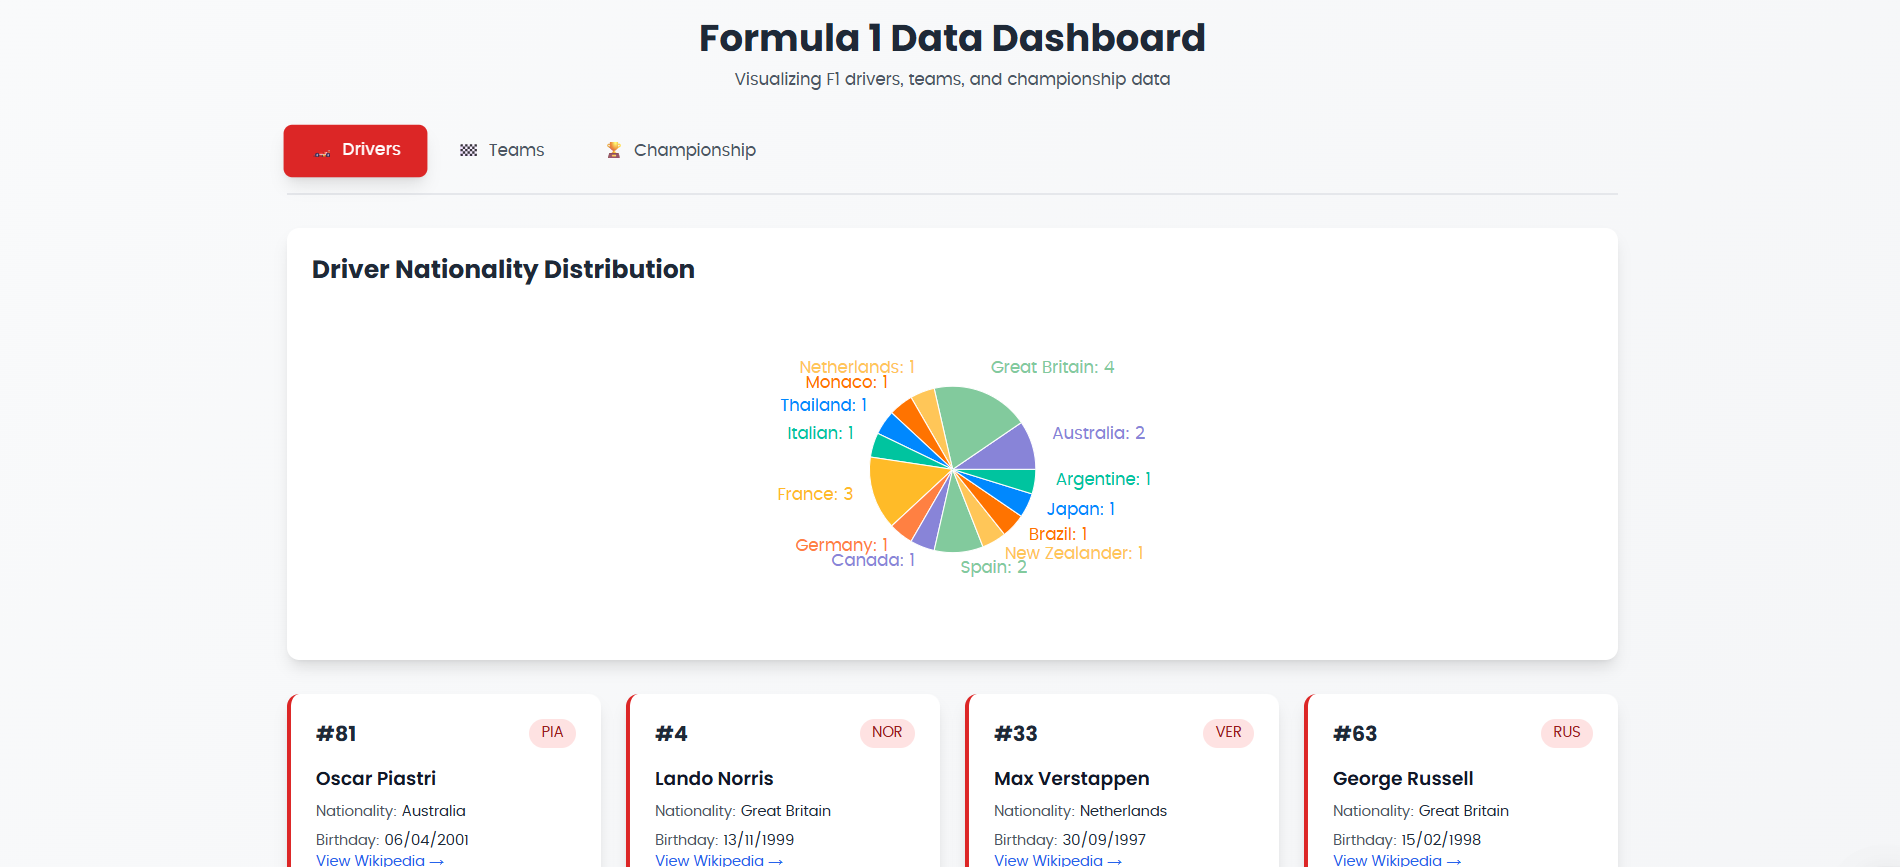 Formula 1 Data Dashboard
Visualizing F1 drivers, teams, and championship data
Drivers
Teams
Championship
Driver Nationality Distribution
Netherlands: 1
Great Britain: 4
Monaco: 1
Thailand: 1
Italian: 1
Australia: 2
Argentine: 1
France: 3
Japan: 1
Brazil: 1
Germany: 1
New Zealander: 1
Canada: 1
Spain: 2
#81
PIA
Oscar Piastri
Nationality: Australia
Birthday: 06/04/2001
View Wikipedia →
#4
NOR
Lando Norris
Nationality: Great Britain
Birthday: 13/11/1999
View Wikipedia →
#33
VER
Max Verstappen
Nationality: Netherlands
Birthday: 30/09/1997
View Wikipedia →
#63
RUS
George Russell
Nationality: Great Britain
Birthday: 15/02/1998
View Wikipedia →